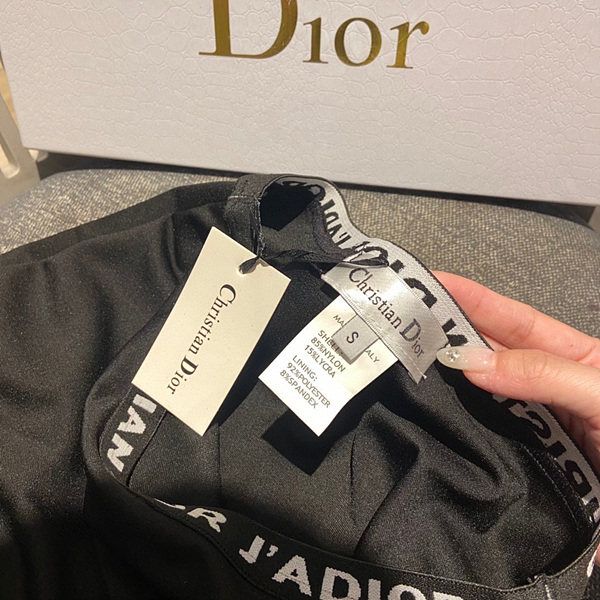 Dior
Christian Dior
Christian Dior
S
MA ALY
SHELL:
85%NYLON
15%LYCRA
LINING:
92%POLYESTER
8%SPANDEX
J'ADIOR